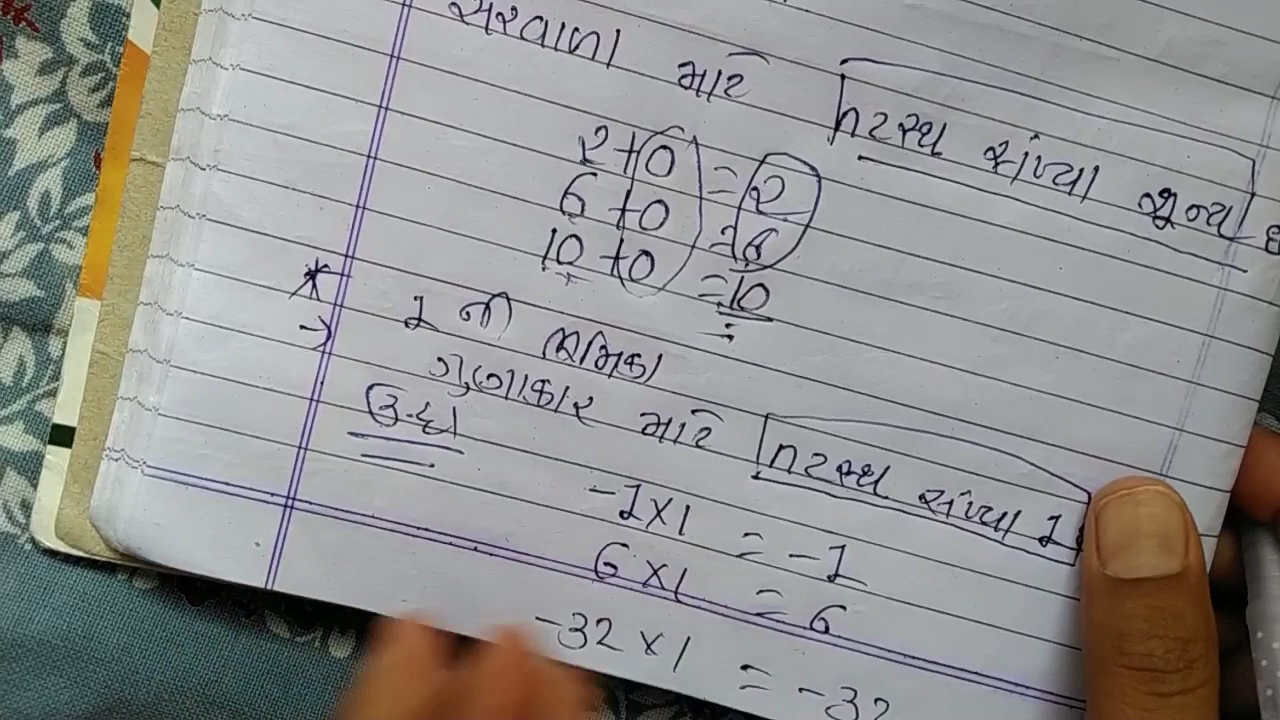 સરવાળા માટે તટસ્થ સંખ્યા શૂન્ય છે
2+0 = 2
6+0 = 6
10+0 = 10
* 1 ની ભૂમિકા
→ ગુણાકાર માટે તટસ્થ સંખ્યા 1
ઉ.દા
-1×1 = -1
6×1 = 6
-32×1 = -32